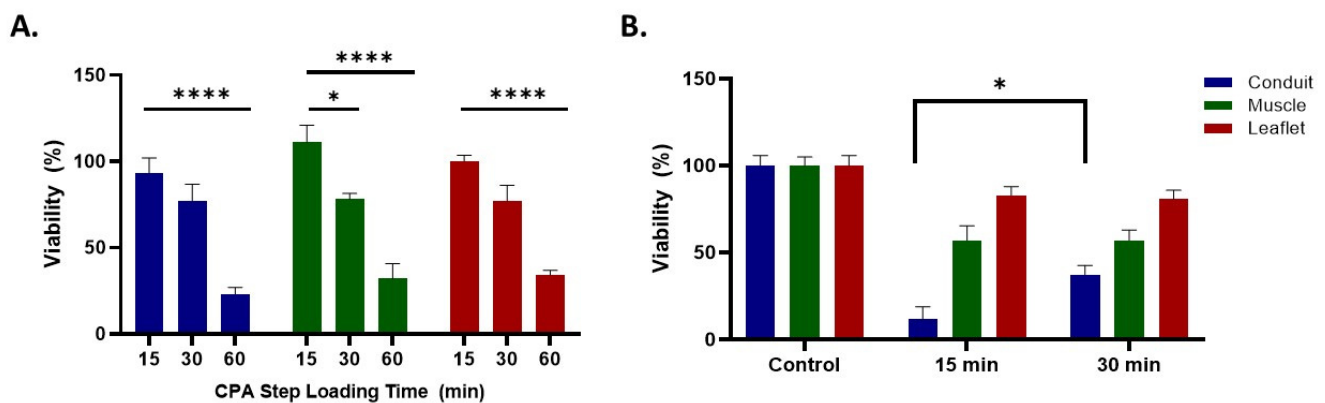 A.
****
****
*
****
150
100
50
0
Viability (%)
15 30 60 15 30 60 15 30 60
CPA Step Loading Time (min)
B.
*
150
100
50
0
Viability (%)
Control 15 min 30 min
Conduit
Muscle
Leaflet